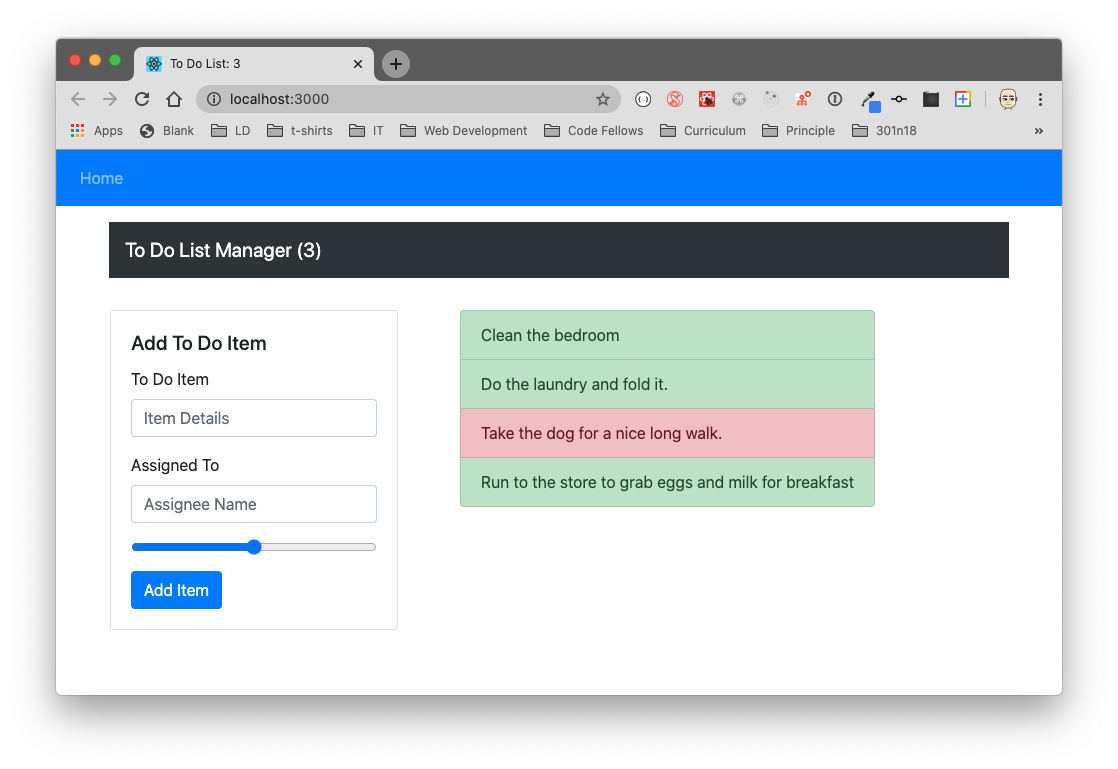 To Do List: 3
localhost:3000
Apps Blank LD t-shirts IT Web Development Code Fellows Curriculum Principle 301n18 »
Home
To Do List Manager (3)
Add To Do Item
To Do Item
Item Details
Assigned To
Assignee Name
Add Item
Clean the bedroom
Do the laundry and fold it.
Take the dog for a nice long walk.
Run to the store to grab eggs and milk for breakfast